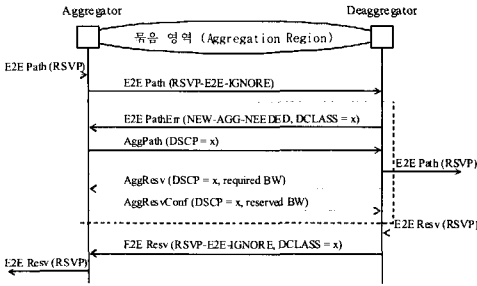 Aggregator
Deaggregator
묶음 영역 (Aggregation Region)
E2E Path (RSVP)
E2E Path (RSVP-E2E-IGNORE)
E2E PathErr (NEW-AGG-NEEDED, DCLASS = x)
AggPath (DSCP = x)
E2E Path (RSVP)
AggResv (DSCP = x, required BW)
AggResvConf (DSCP = x, reserved BW)
E2E Resv (RSVP)
E2E Resv (RSVP-E2E-IGNORE, DCLASS = x)
E2E Resv (RSVP)